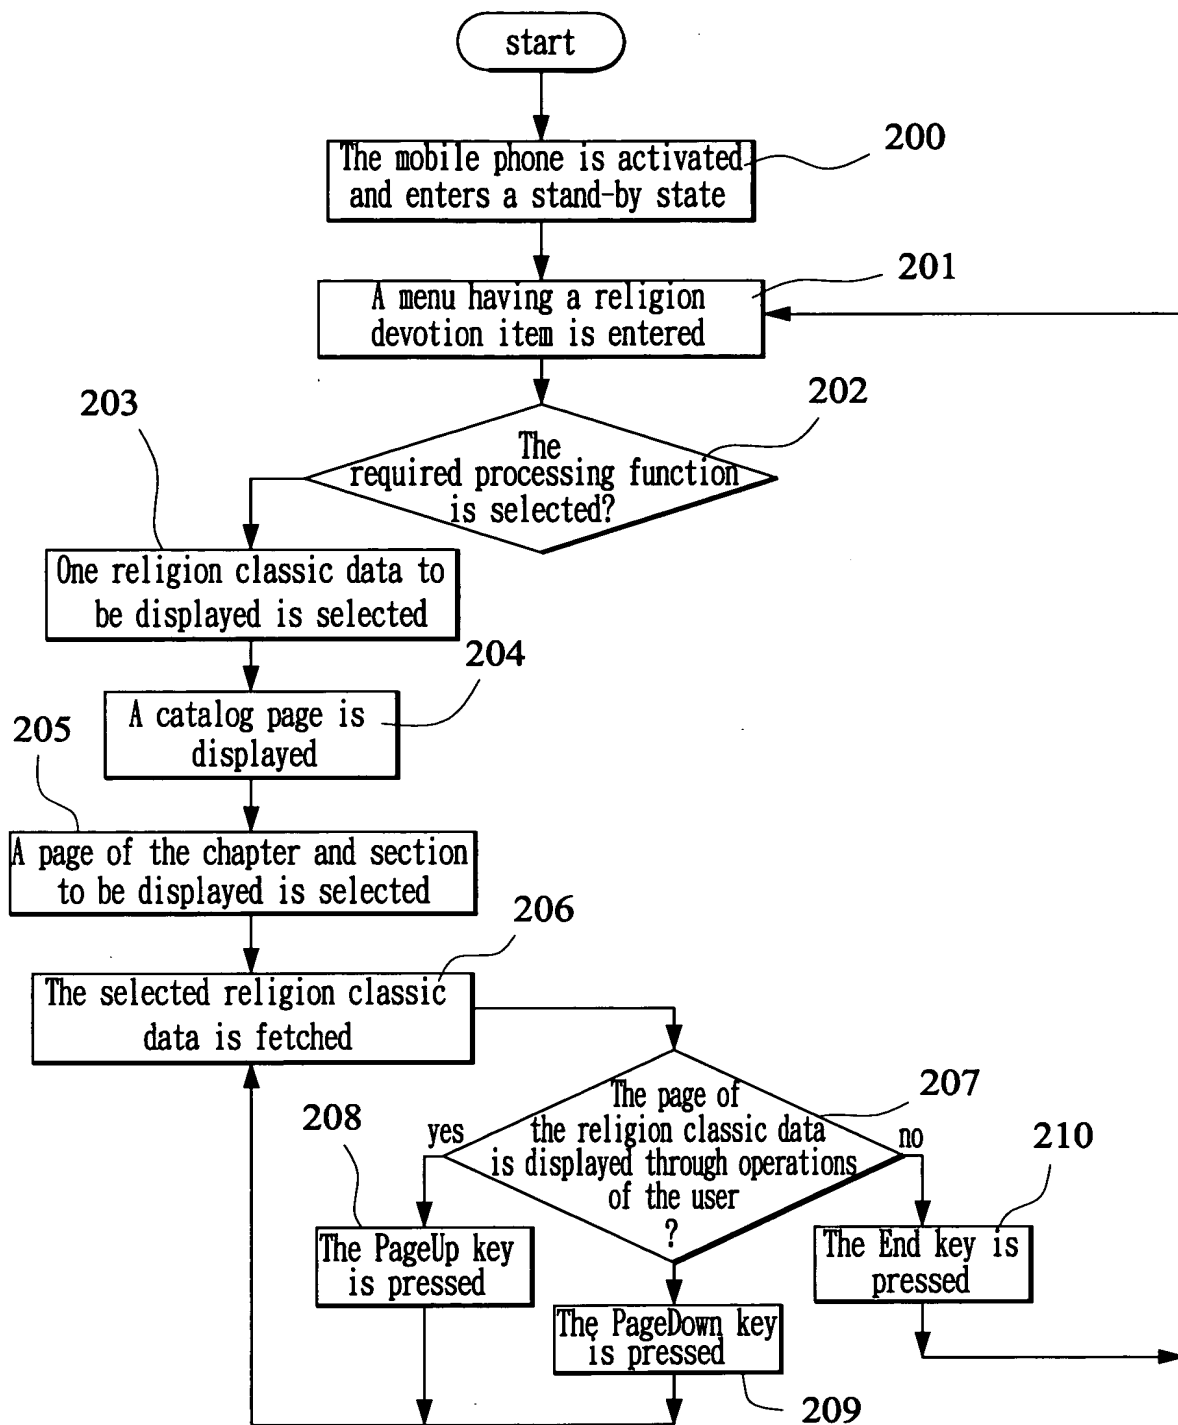 start
200
The mobile phone is activated
and enters a stand-by state
201
A menu having a religion
devotion item is entered
203
202
The
required processing function
is selected?
One religion classic data to
be displayed is selected
204
A catalog page is
displayed
205
A page of the chapter and section
to be displayed is selected
206
The selected religion classic
data is fetched
207
The page of
the religion classic data
is displayed through operations
of the user
?
208
yes
no
210
The PageUp key
is pressed
The End key is
pressed
The PageDown key
is pressed
209